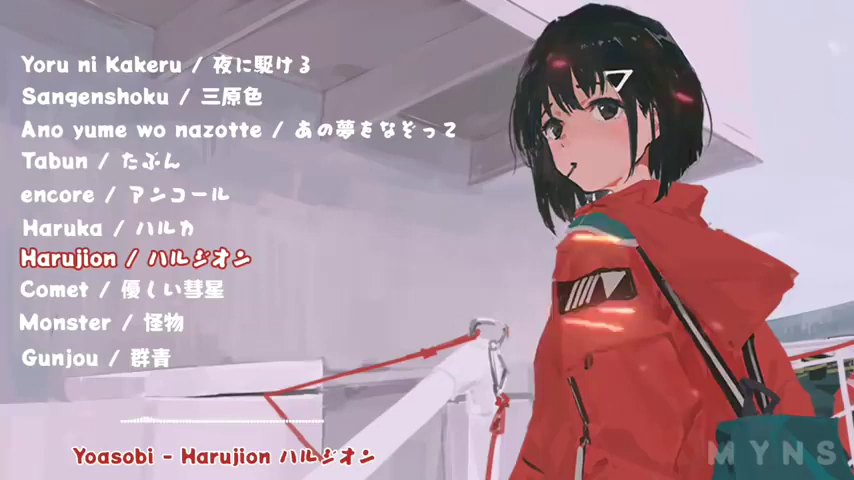 Yoru ni Kakeru / 夜に駆ける
Sangenshoku / 三原色
Ano yume wo nazotte / あの夢をなぞって
Tabun / たぶん
encore / アンコール
Haruka / ハルカ
Harujion / ハルジオン
Comet / 優しい彗星
Monster / 怪物
Gunjou / 群青
Yoasobi - Harujion ハルジオン
MYNS